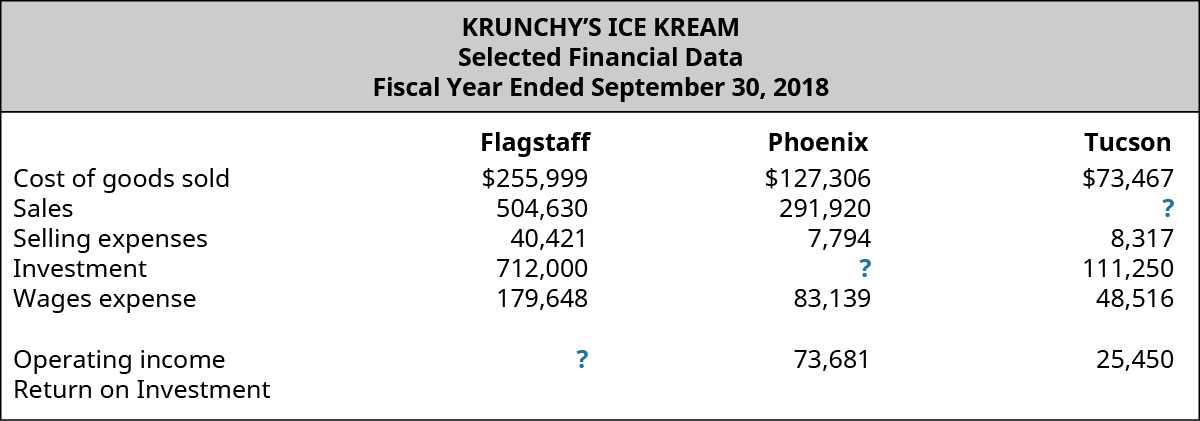 KRUNCHY’S ICE KREAM
Selected Financial Data
Fiscal Year Ended September 30, 2018
Flagstaff Phoenix Tucson
Cost of goods sold $255,999 $127,306 $73,467
Sales 504,630 291,920 ?
Selling expenses 40,421 7,794 8,317
Investment 712,000 ? 111,250
Wages expense 179,648 83,139 48,516
Operating income ? 73,681 25,450
Return on Investment